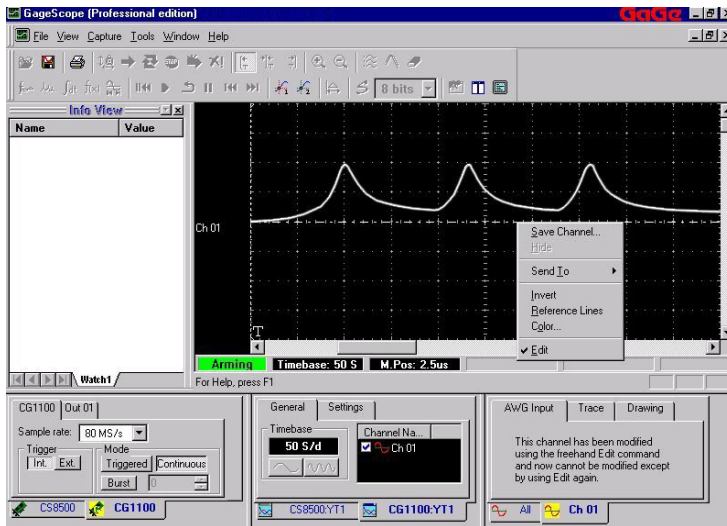 GageScope (Professional edition)
GaGe
File View Capture Tools Window Help
8 bits
Info View
Name Value
Ch 01
T
Save Channel...
Hide
Send To
Invert
Reference Lines
Color...
Edit
Arming Timebase: 50 S M.Pos: 2.5us
Watch1
For Help, press F1
CG1100 Out 01
Sample rate: 80 MS/s
Trigger
Int. Ext.
Mode
Triggered Continuous
Burst 0
CS8500 CG1100
General Settings
Timebase
50 S/d
Channel Na...
Ch 01
CS8500:YT1 CG1100:YT1
AWG Input Trace Drawing
This channel has been modified
using the freehand Edit command
and now cannot be modified except
by using Edit again.
All Ch 01